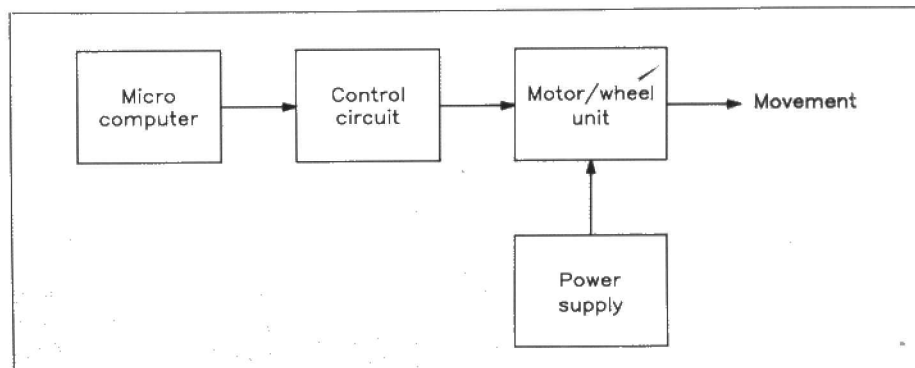 Micro
computer
Control
circuit
Motor/wheel
unit
Movement
Power
supply